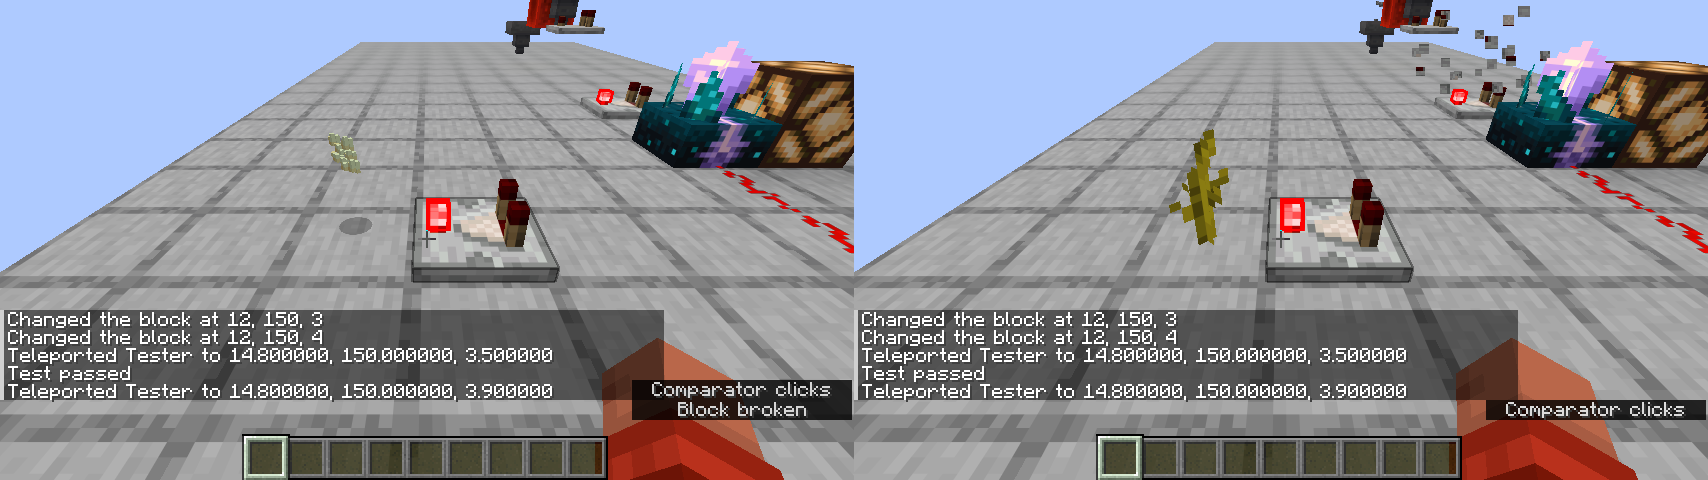 Changed the block at 12, 150, 3
Changed the block at 12, 150, 4
Teleported Tester to 14.800000, 150.000000, 3.500000
Test passed
Teleported Tester to 14.800000, 150.000000, 3.900000
Comparator clicks
Block broken
Changed the block at 12, 150, 3
Changed the block at 12, 150, 4
Teleported Tester to 14.800000, 150.000000, 3.500000
Test passed
Teleported Tester to 14.800000, 150.000000, 3.900000
Comparator clicks